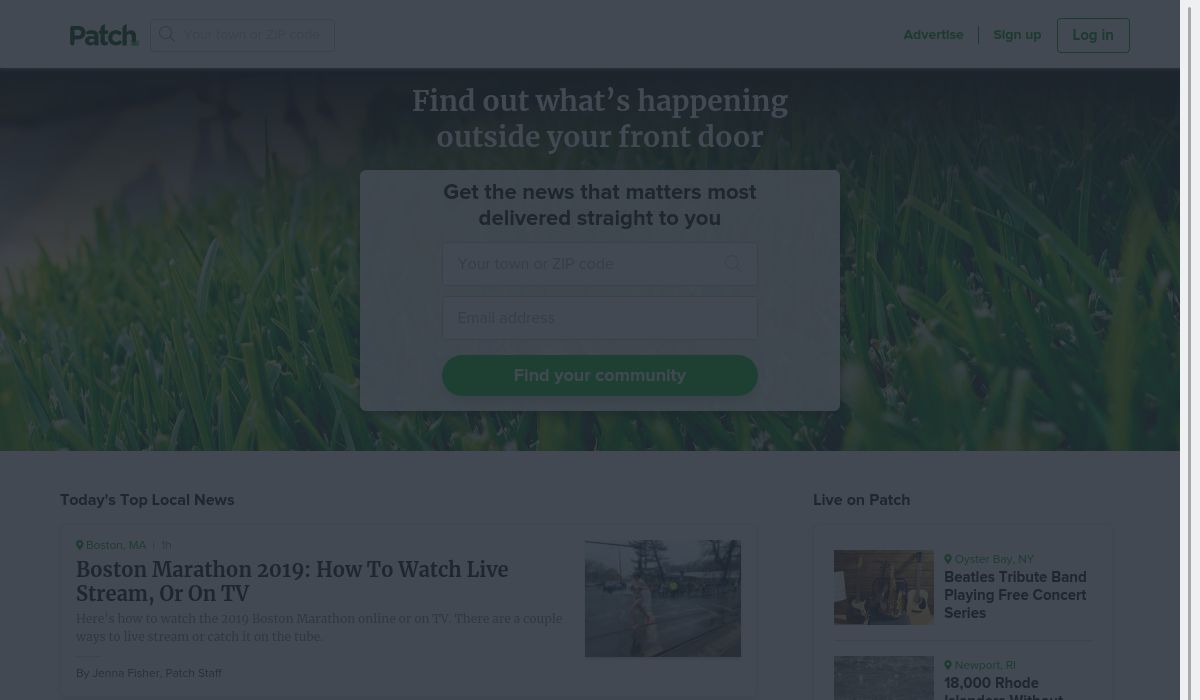 Patch
Your town or ZIP code
Advertise
Sign up
Log in
Find out what’s happening
outside your front door
Get the news that matters most
delivered straight to you
Your town or ZIP code
Email address
Find your community
Today's Top Local News
Boston, MA | 1h
Boston Marathon 2019: How To Watch Live
Stream, Or On TV
Here's how to watch the 2019 Boston Marathon online or on TV. There are a couple
ways to live stream or catch it on the tube.
By Jenna Fisher, Patch Staff
Live on Patch
Oyster Bay, NY
Beatles Tribute Band
Playing Free Concert
Series
Newport, RI
18,000 Rhode
Islanders Without